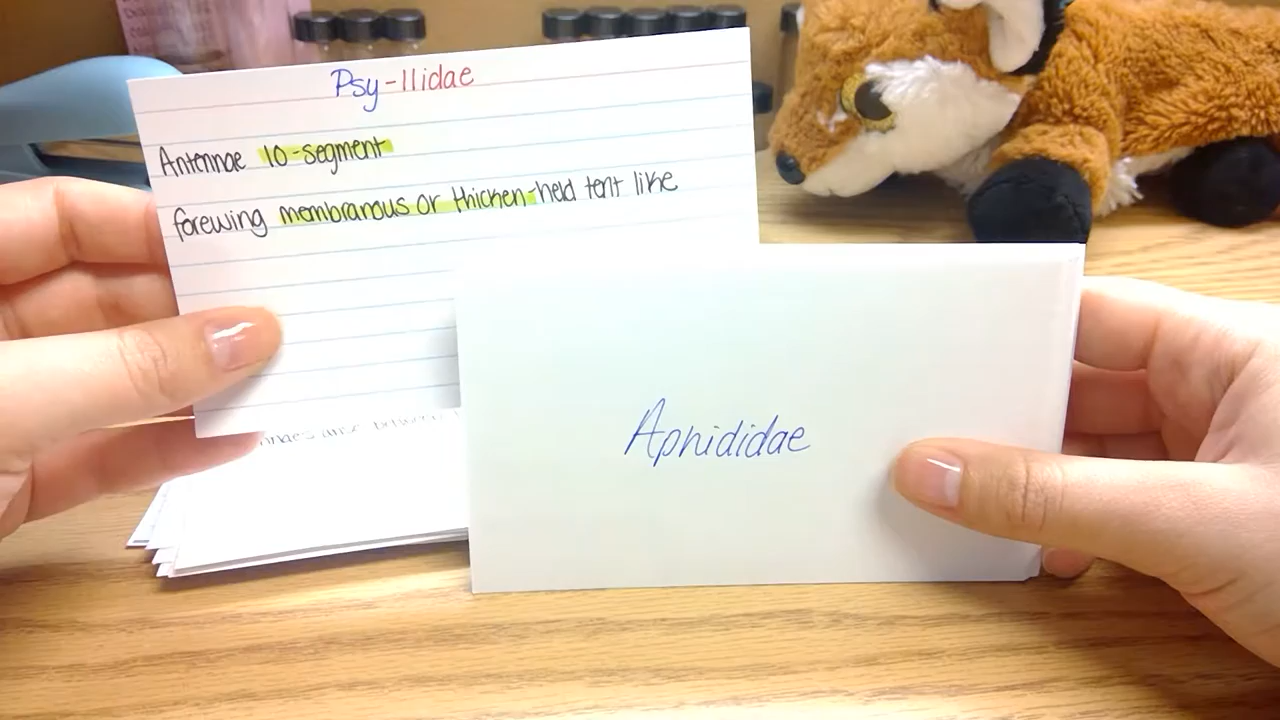 Psy-llidae
Antennae 10-segment
forewing membranous or thicken-held tent like
Aphididae